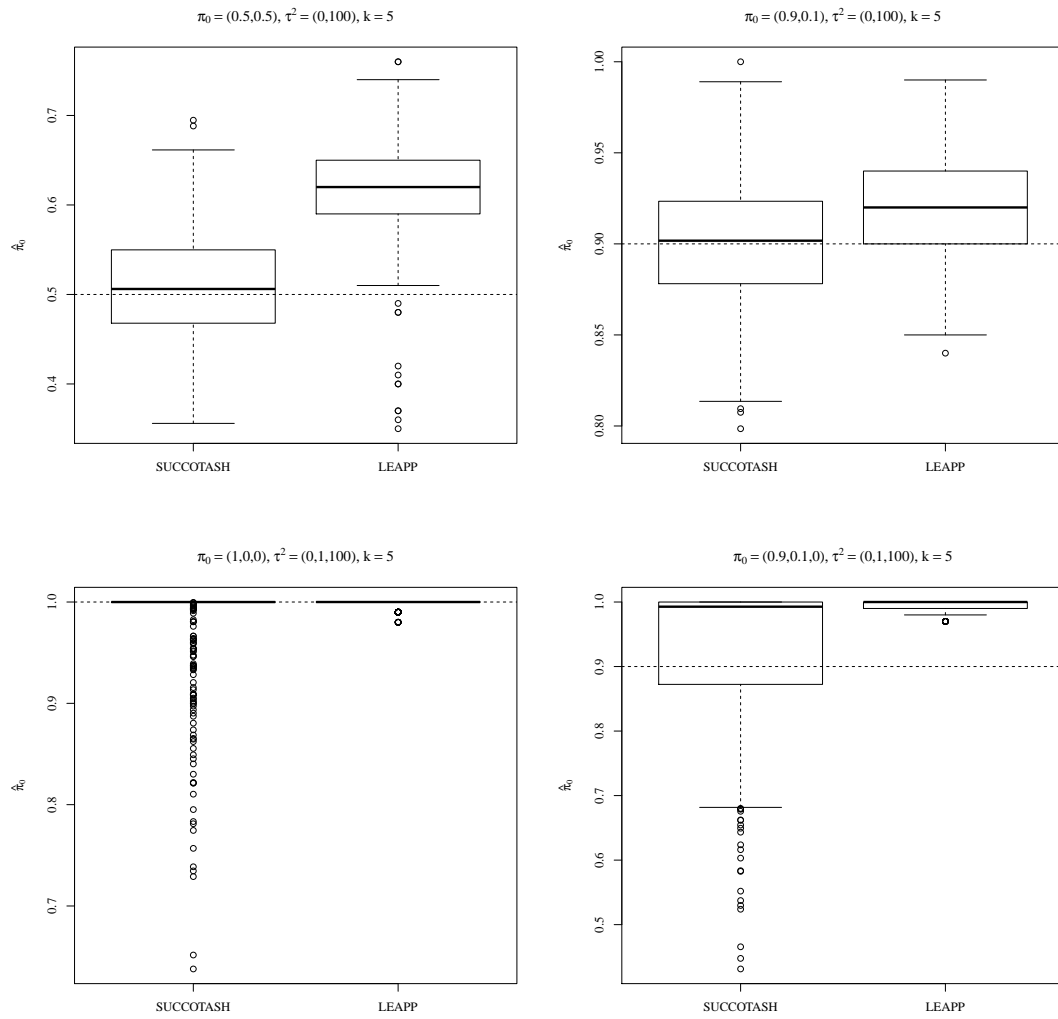 π₀ = (0.5,0.5), τ² = (0,100), k = 5
0.7
0.6
0.5
0.4
π̂₀
SUCCOTASH
LEAPP
π₀ = (0.9,0.1), τ² = (0,100), k = 5
1.00
0.95
0.90
0.85
0.80
π̂₀
SUCCOTASH
LEAPP
π₀ = (1,0,0), τ² = (0,1,100), k = 5
1.0
0.9
0.8
0.7
π̂₀
SUCCOTASH
LEAPP
π₀ = (0.9,0.1,0), τ² = (0,1,100), k = 5
1.0
0.9
0.8
0.7
0.6
0.5
π̂₀
SUCCOTASH
LEAPP